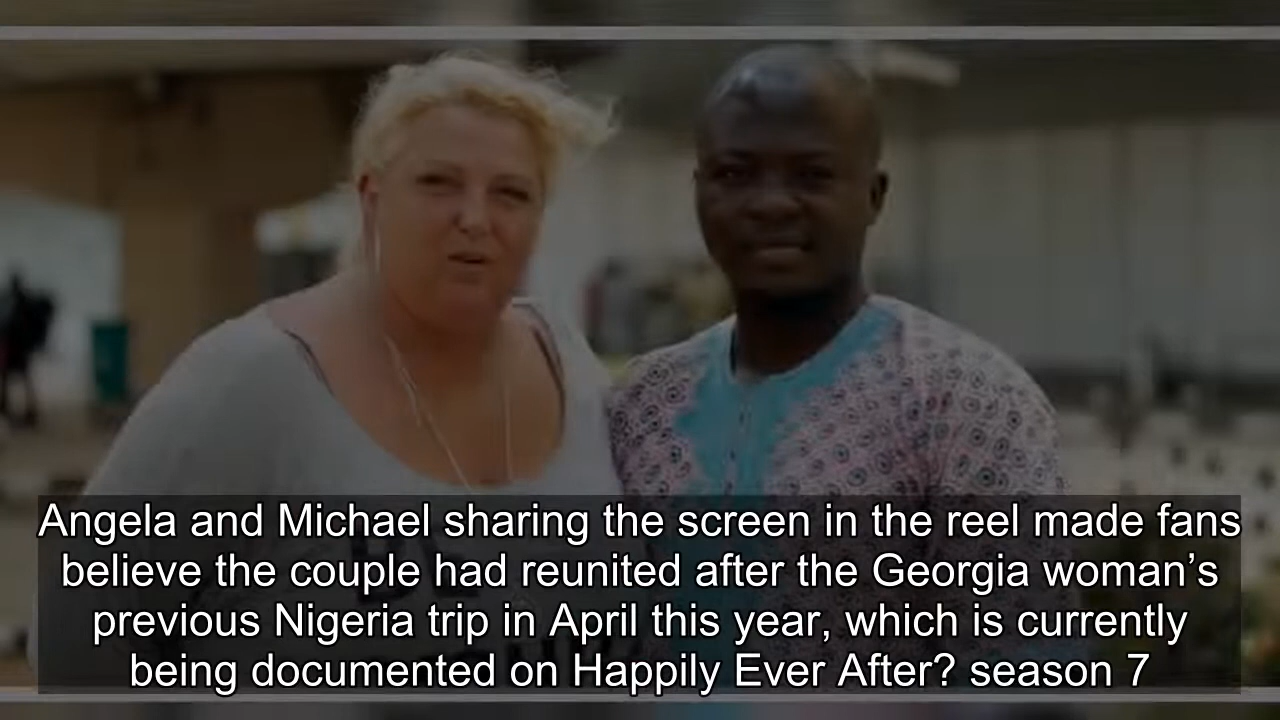 Angela and Michael sharing the screen in the reel made fans
believe the couple had reunited after the Georgia woman’s
previous Nigeria trip in April this year, which is currently
being documented on Happily Ever After? season 7